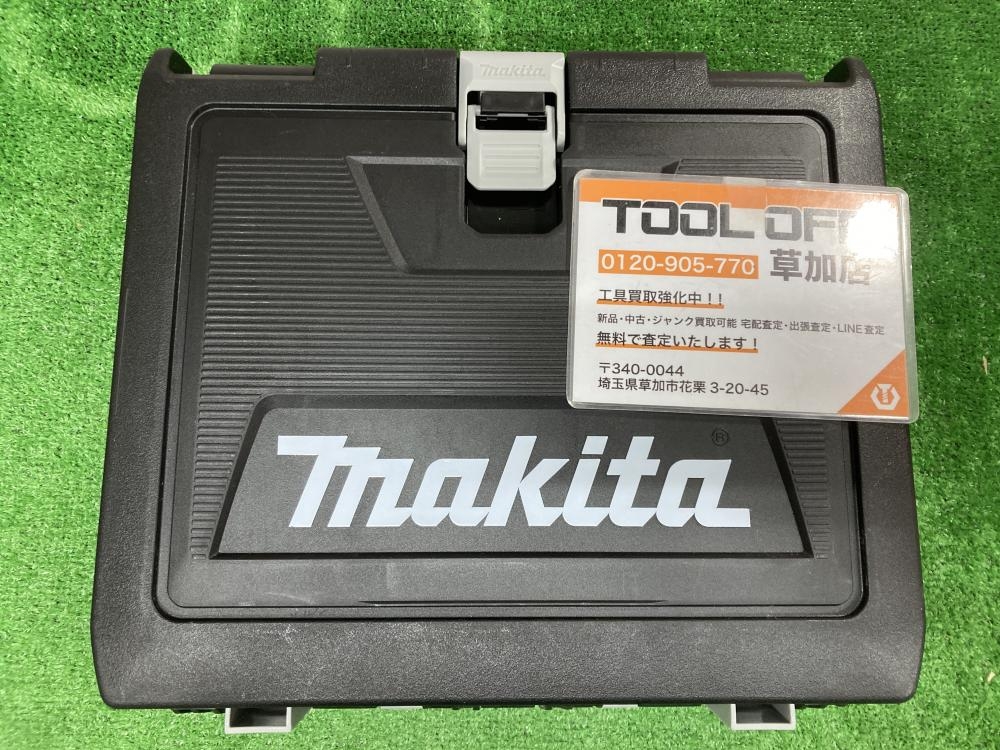 makita
TOOL OFF
0120-905-770 草加店
工具買取強化中！！
新品・中古・ジャンク買取可能 宅配査定・出張査定・LINE査定
無料で査定いたします！
〒340-0044
埼玉県草加市花栗 3-20-45
makita®